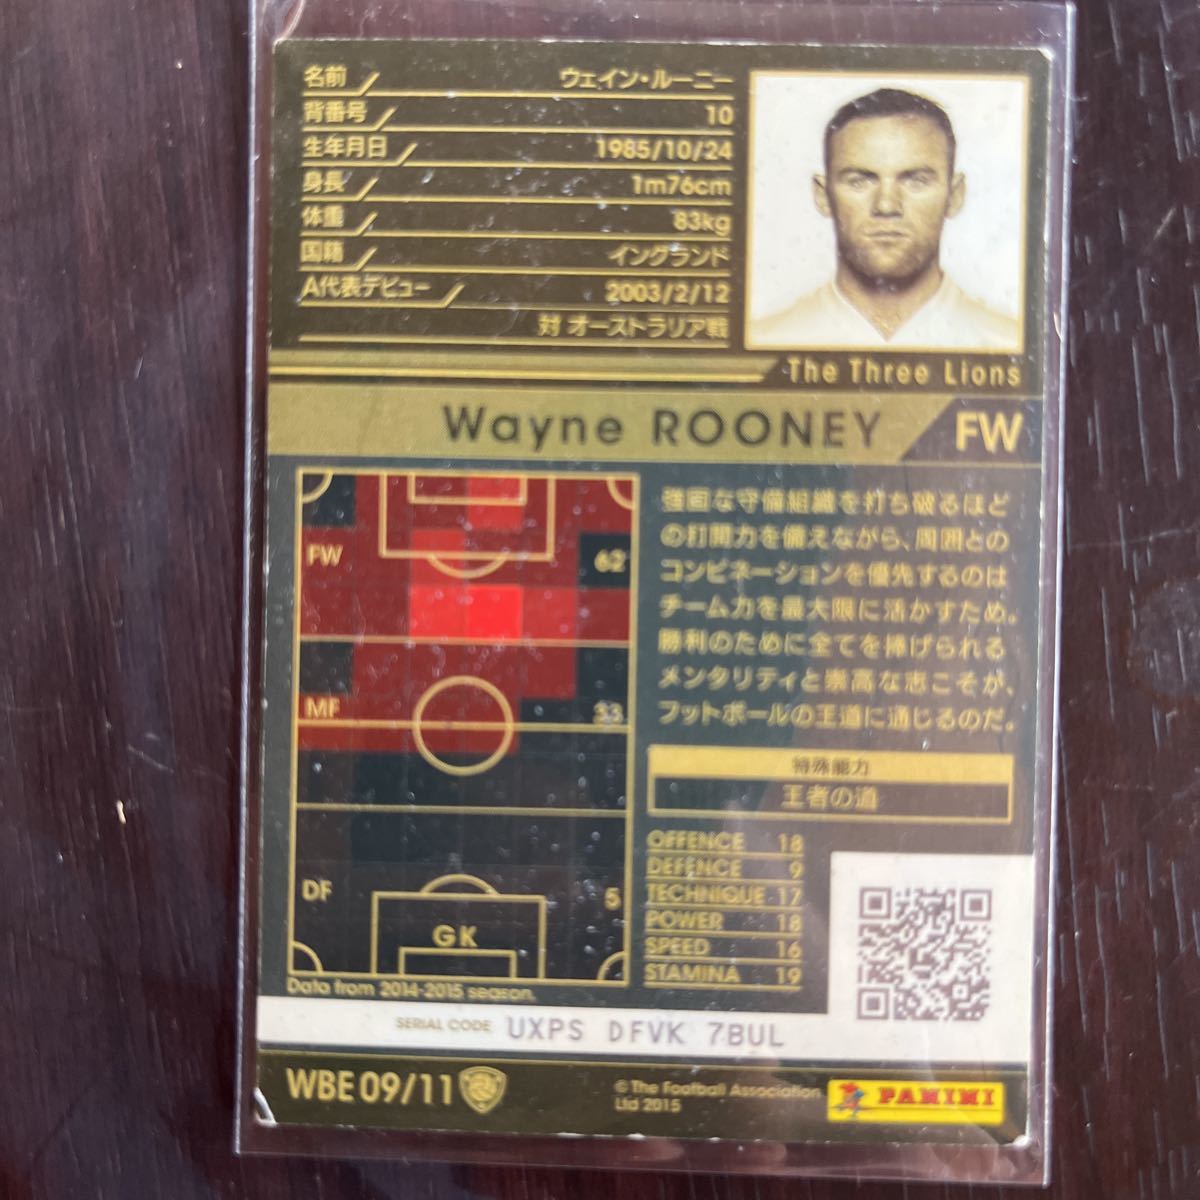 名前 ウェイン・ルーニー
背番号 10
生年月日 1985/10/24
身長 1m76cm
体重 83kg
国籍 イングランド
A代表デビュー 2003/2/12
対 オーストラリア戦
The Three Lions
Wayne ROONEY FW
FW 62
MF 33
DF 5
GK
Data from 2014-2015 season.
強固な守備組織を打ち破るほど
の打開力を備えながら、周囲との
コンビネーションを優先するのは
チーム力を最大限に活かすため。
勝利のために全てを捧げられる
メンタリティと崇高な志こそが、
フットボールの王道に通じるのだ。
特殊能力
王者の道
OFFENCE 18
DEFENCE 9
TECHNIQUE 17
POWER 18
SPEED 16
STAMINA 19
SERIAL CODE UXPS DFVK 7BUL
WBE 09/11
© The Football Association
Ltd 2015
PANINI